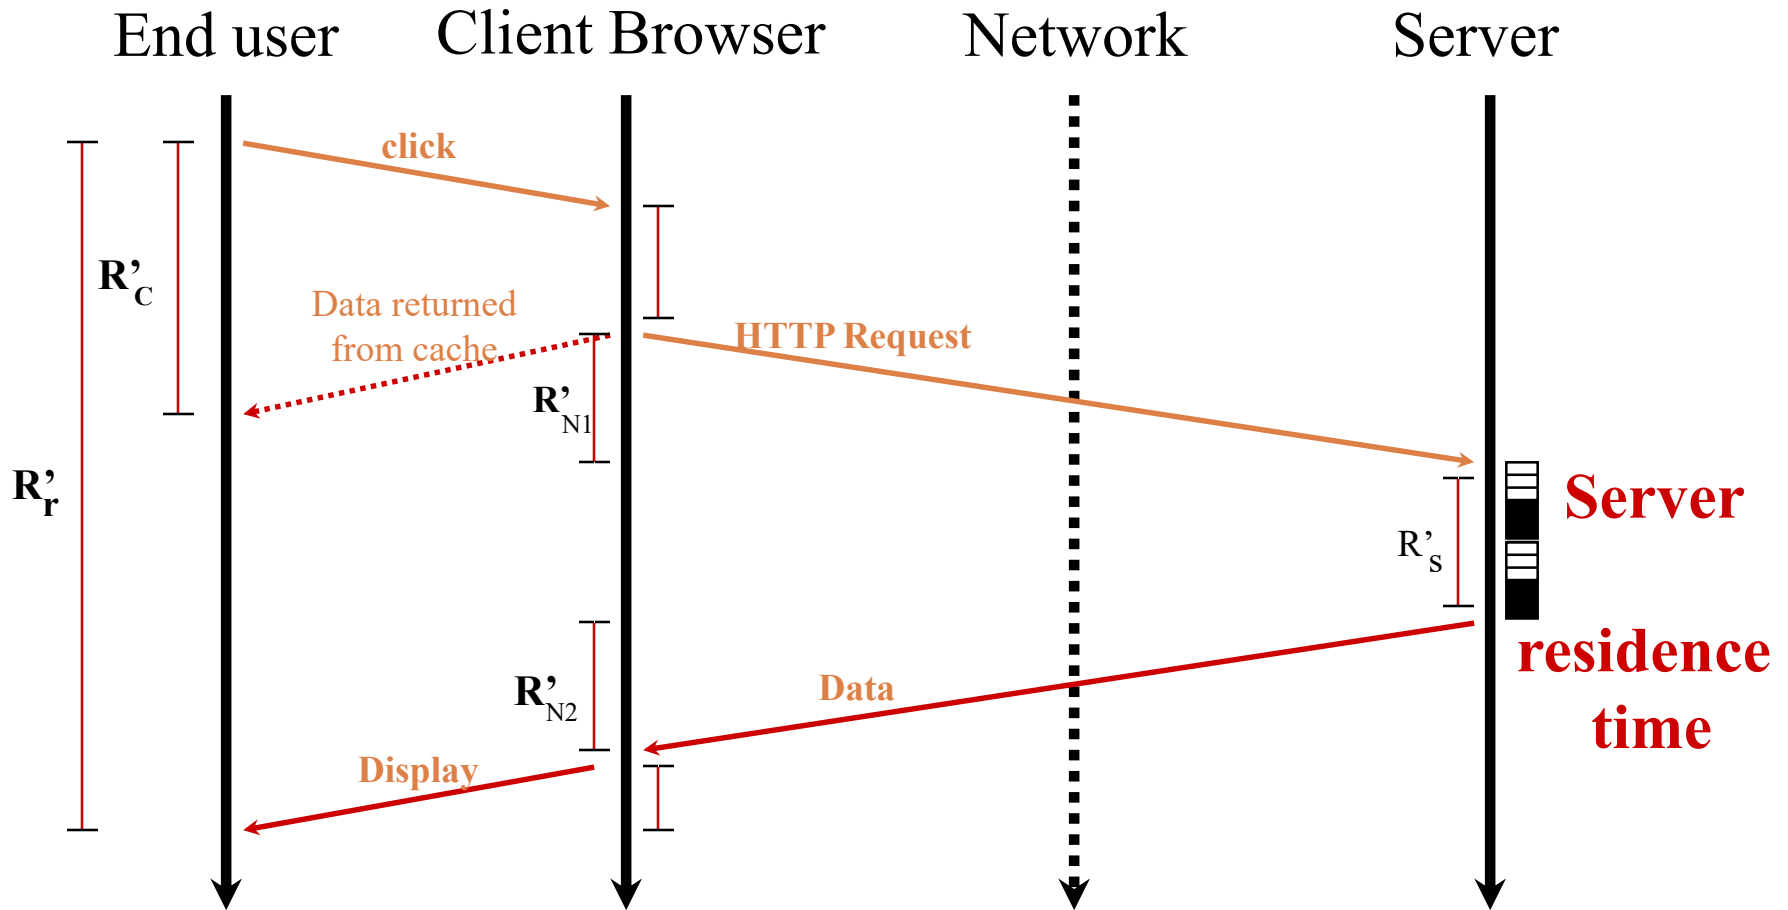 End user
Client Browser
Network
Server
click
R’C
Data returned
from cache
HTTP Request
R’N1
R’r
Server
R’s
residence
time
R’N2
Data
Display